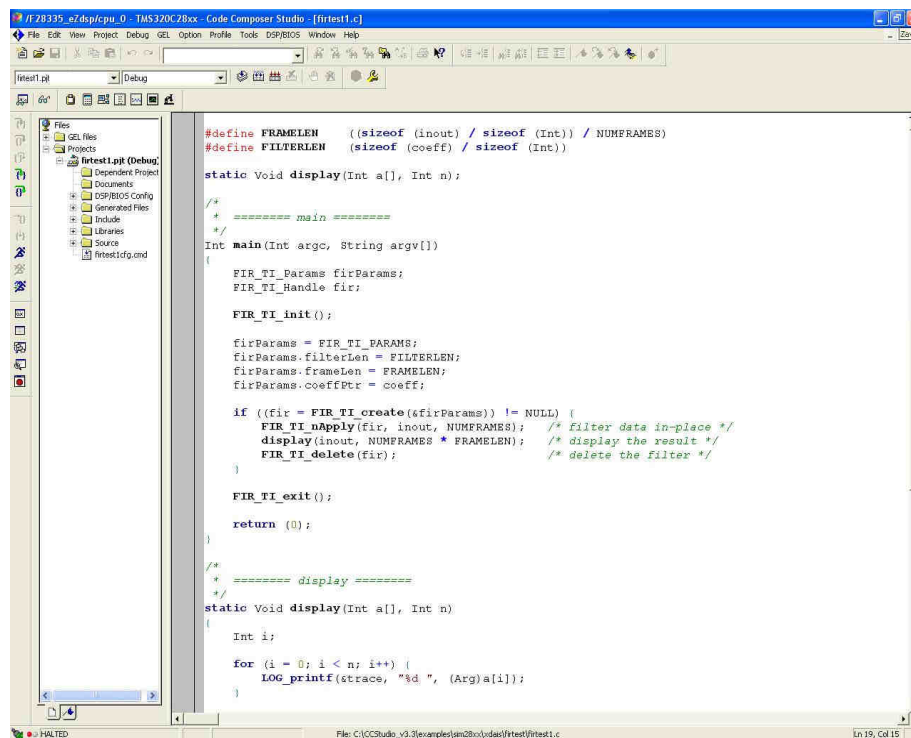 /F28335_eZdsp/cpu_0 - TMS320C28xx - Code Composer Studio - [firtest1.c]
File Edit View Project Debug GEL Option Profile Tools DSP/BIOS Window Help
firtest1.pjt Debug
Files
GEL files
Projects
firtest1.pjt (Debug)
Dependent Project
Documents
DSP/BIOS Config
Generated Files
Include
Libraries
Source
firtest1cfg.cmd
#define FRAMELEN ((sizeof (inout) / sizeof (Int)) / NUMFRAMES)
#define FILTERLEN (sizeof (coeff) / sizeof (Int))
static Void display(Int a[], Int n);
/*
* ======== main ========
*/
Int main(Int argc, String argv[])
{
FIR_TI_Params firParams;
FIR_TI_Handle fir;
FIR_TI_init();
firParams = FIR_TI_PARAMS;
firParams.filterLen = FILTERLEN;
firParams.frameLen = FRAMELEN;
firParams.coeffPtr = coeff;
if ((fir = FIR_TI_create(&firParams)) != NULL) {
FIR_TI_nApply(fir, inout, NUMFRAMES); /* filter data in-place */
display(inout, NUMFRAMES * FRAMELEN); /* display the result */
FIR_TI_delete(fir); /* delete the filter */
}
FIR_TI_exit();
return (0);
}
/*
* ======== display ========
*/
static Void display(Int a[], Int n)
{
Int i;
for (i = 0; i < n; i++) {
LOG_printf(&trace, "%d ", (Arg)a[i]);
}
HALTED File: C:\CCStudio_v3.3\examples\sim28xx\xdais\firtest\firtest1.c Ln 19, Col 15